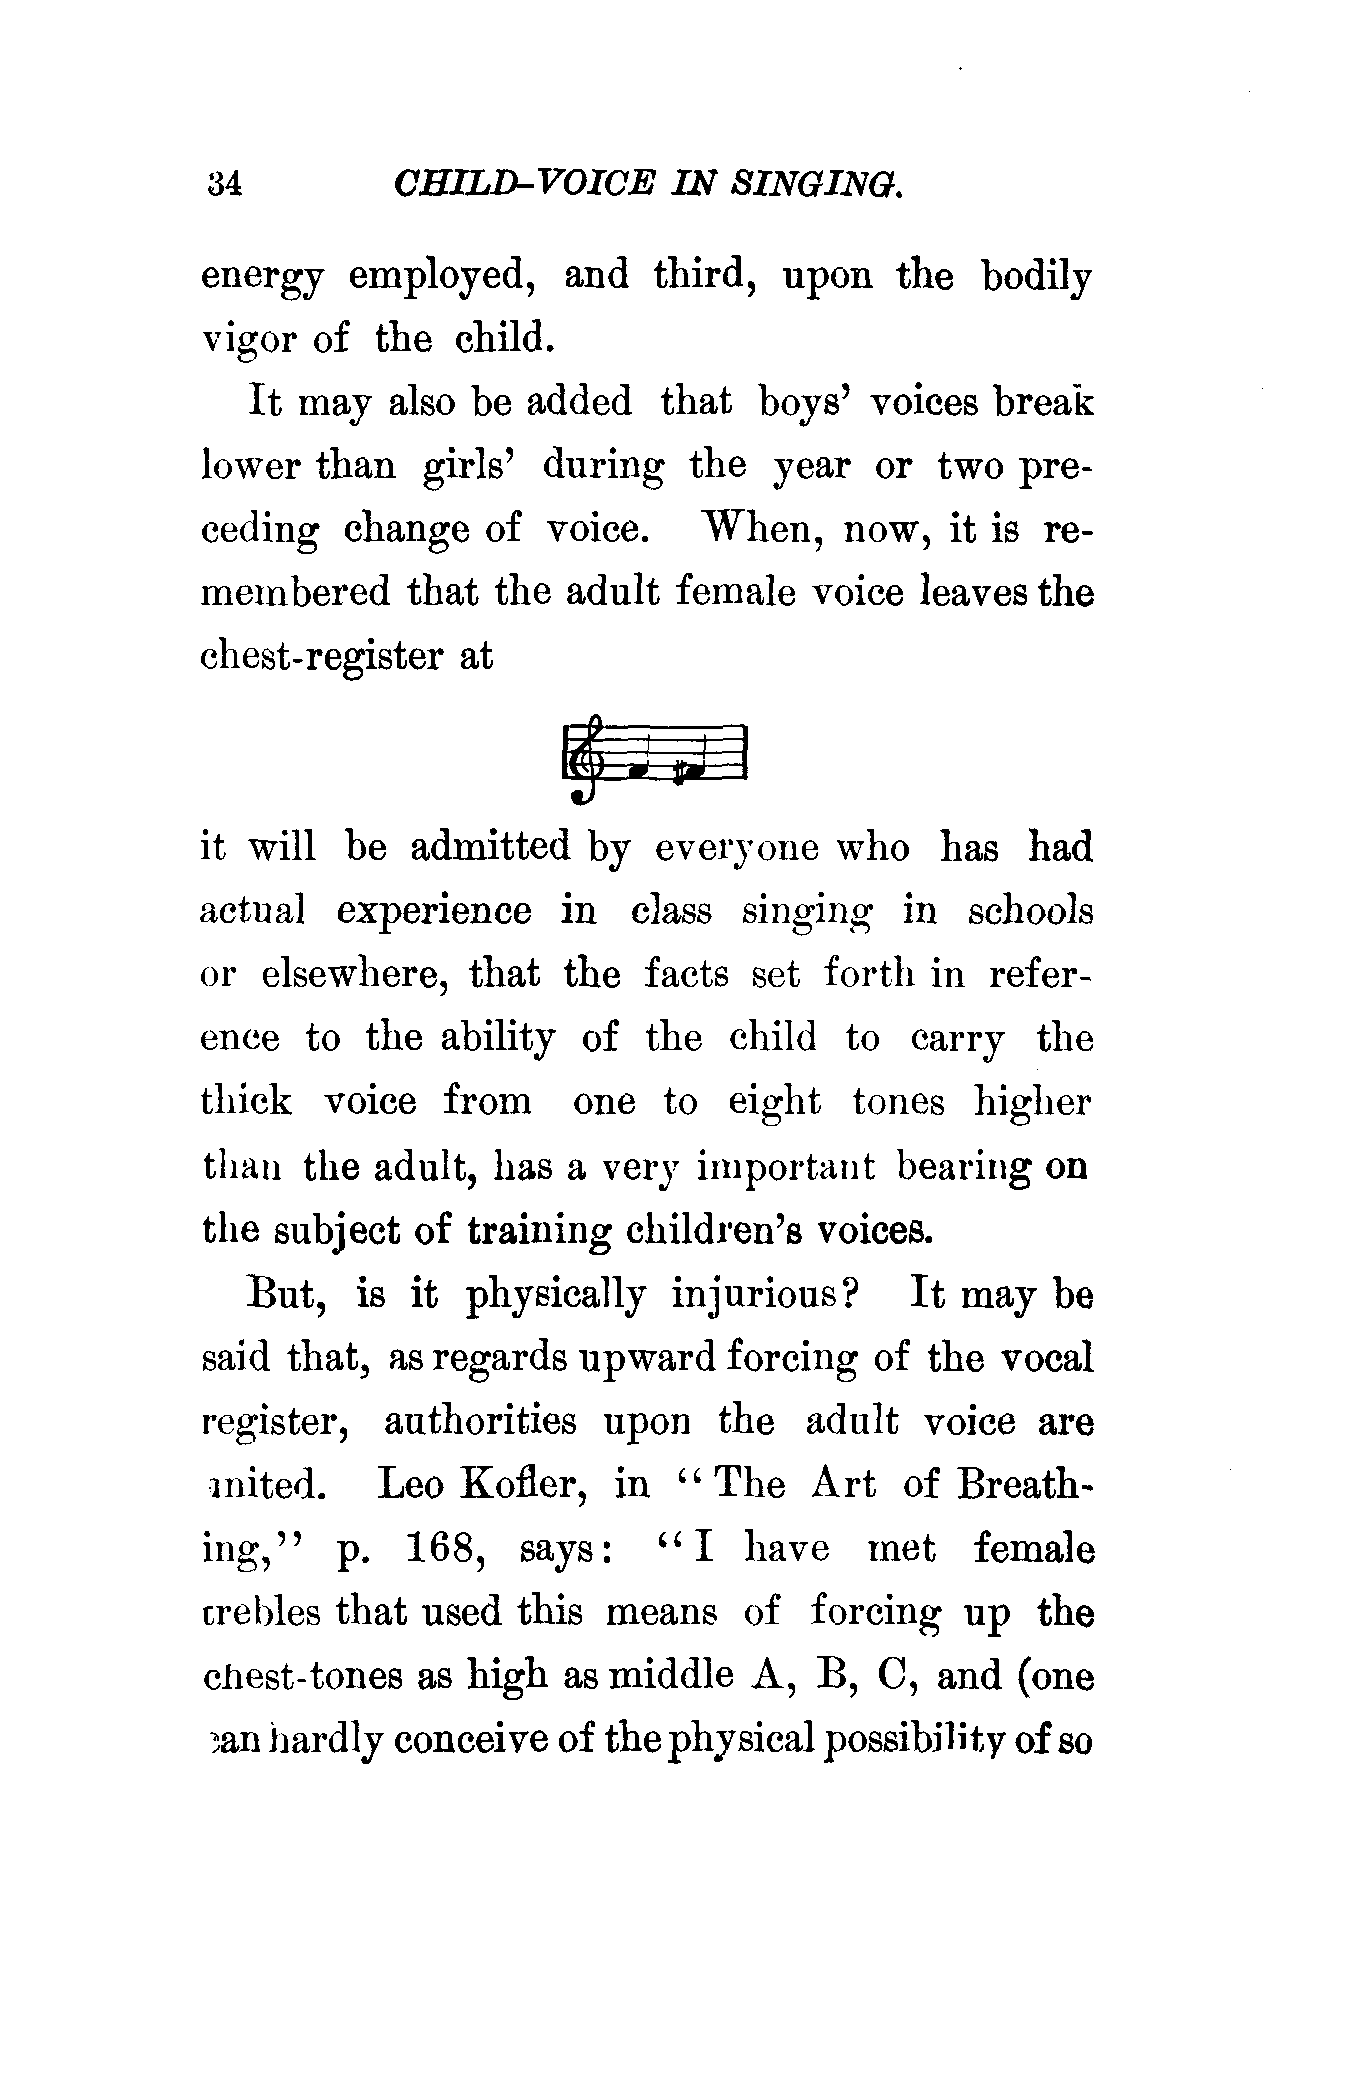 34 CHILD-VOICE IN SINGING.
energy employed, and third, upon the bodily
vigor of the child.
It may also be added that boys' voices break
lower than girls' during the year or two pre-
ceding change of voice. When, now, it is re-
membered that the adult female voice leaves the
chest-register at
it will be admitted by everyone who has had
actual experience in class singing in schools
or elsewhere, that the facts set forth in refer-
ence to the ability of the child to carry the
thick voice from one to eight tones higher
than the adult, has a very important bearing on
the subject of training children's voices.
But, is it physically injurious? It may be
said that, as regards upward forcing of the vocal
register, authorities upon the adult voice are
united. Leo Kofler, in "The Art of Breath-
ing," p. 168, says: "I have met female
trebles that used this means of forcing up the
chest-tones as high as middle A, B, C, and (one
can hardly conceive of the physical possibility of so